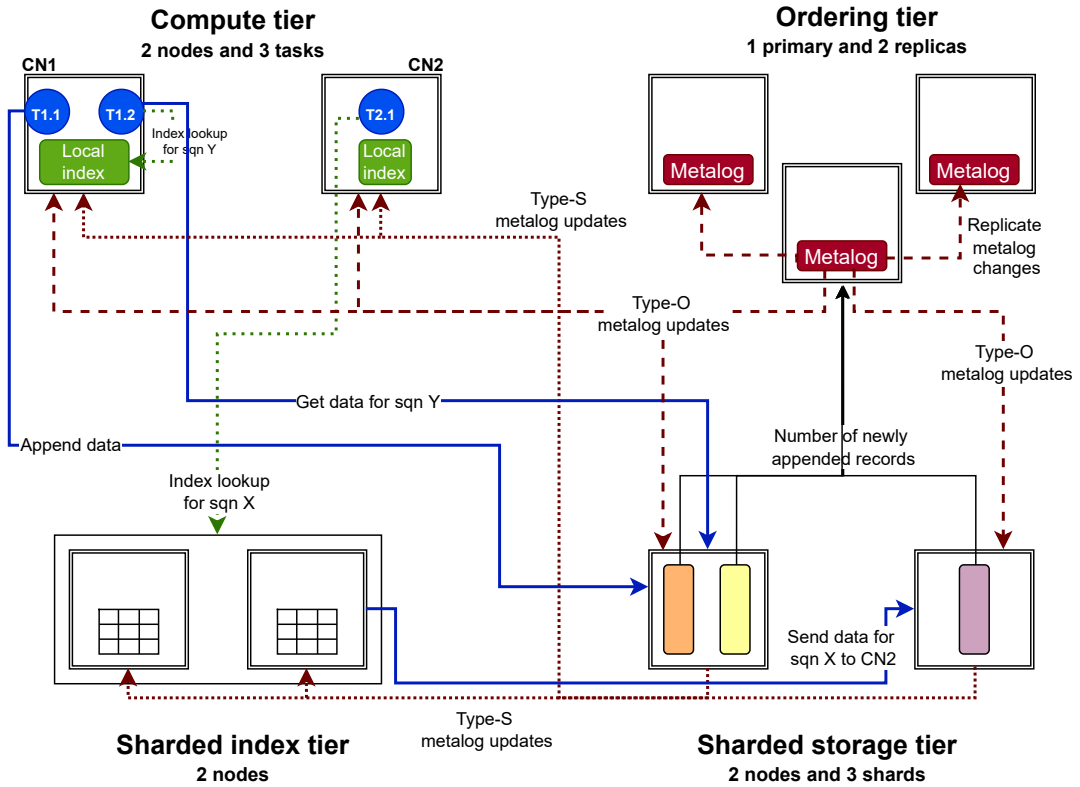 Compute tier
2 nodes and 3 tasks
Ordering tier
1 primary and 2 replicas
CN1
CN2
T1.1
T1.2
T2.1
Index lookup
for sqn Y
Local
index
Local
index
Metalog
Metalog
Metalog
Type-S
metalog updates
Replicate
metalog
changes
Type-O
metalog updates
Type-O
metalog updates
Get data for sqn Y
Append data
Number of newly
appended records
Index lookup
for sqn X
Send data for
sqn X to CN2
Type-S
metalog updates
Sharded index tier
2 nodes
Sharded storage tier
2 nodes and 3 shards